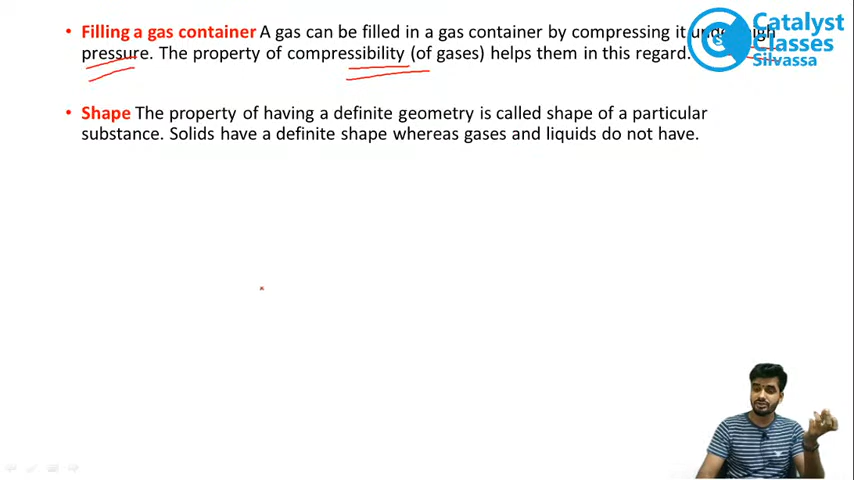 • Filling a gas container A gas can be filled in a gas container by compressing it under high
pressure. The property of compressibility (of gases) helps them in this regard.
• Shape The property of having a definite geometry is called shape of a particular
substance. Solids have a definite shape whereas gases and liquids do not have.
Catalyst
Classes
Silvassa